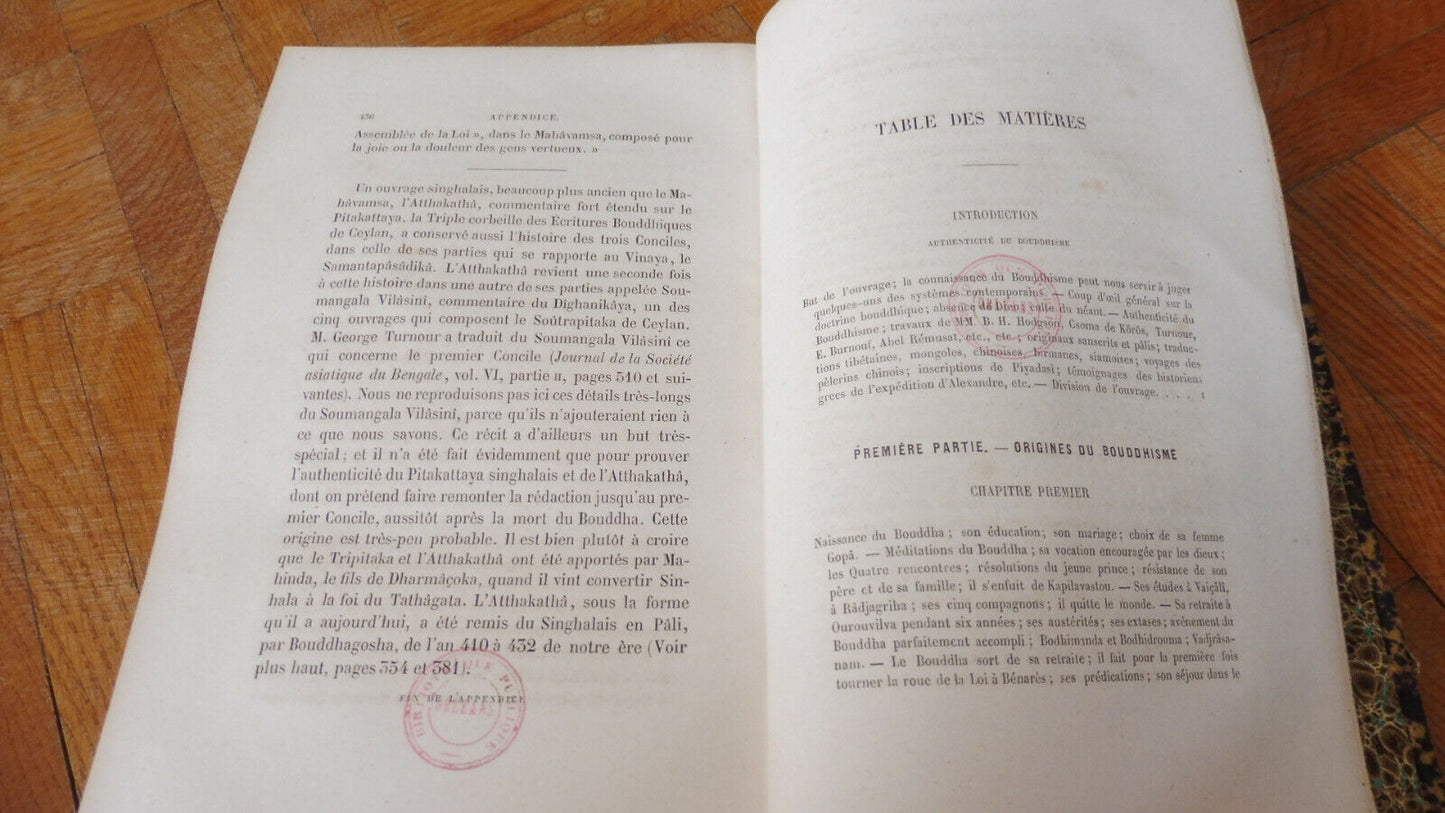 436 APPENDICE.
Assemblée de la Loi », dans le Mahâvamsa, composé pour
la joie ou la douleur des gens vertueux. »
Un ouvrage singhalais, beaucoup plus ancien que le Ma-
hâvamsa, l'Atthakathâ, commentaire fort étendu sur le
Pitakattaya, la Triple corbeille des Écritures Bouddhiques
de Ceylan, a conservé aussi l'histoire des trois Conciles,
dans celle de ses parties qui se rapporte au Vinaya, le
Samantapâsâdikâ. L'Atthakathâ revient une seconde fois
à cette histoire dans une autre de ses parties appelée Sou-
mangala Vilâsinî, commentaire du Dighanikâya, un des
cinq ouvrages qui composent le Soûtrapitaka de Ceylan.
M. George Turnour a traduit du Soumangala Vilâsinî ce
qui concerne le premier Concile (Journal de la Société
asiatique du Bengale, vol. VI, partie II, pages 510 et sui-
vantes). Nous ne reproduisons pas ici ces détails très-longs
du Soumangala Vilâsinî, parce qu'ils n'ajouteraient rien à
ce que nous savons. Ce récit a d'ailleurs un but très-
spécial; et il n'a été fait évidemment que pour prouver
l'authenticité du Pitakattaya singhalais et de l'Atthakathâ,
dont on prétend faire remonter la rédaction jusqu'au pre-
mier Concile, aussitôt après la mort du Bouddha. Cette
origine est très-peu probable. Il est bien plutôt à croire
que le Tripitaka et l'Atthakathâ ont été apportés par Ma-
hinda, le fils de Dharmâçoka, quand il vint convertir Sin-
hala à la foi du Tathâgata. L'Atthakathâ, sous la forme
qu'il a aujourd'hui, a été remis du Singhalais en Pâli,
par Bouddhagosha, de l'an 410 à 432 de notre ère (Voir
plus haut, pages 354 et 381).
FIN DE L'APPENDICE
BIBLIOTHÈQUE PUBLIQUE
TABLE DES MATIÈRES
INTRODUCTION
AUTHENTICITÉ DU BOUDDHISME
But de l'ouvrage; la connaissance du Bouddhisme peut nous servir à juger
quelques-uns des systèmes contemporains. — Coup d'œil général sur la
doctrine bouddhique; absence de Dieu; culte du néant. — Authenticité du
Bouddhisme; travaux de MM. B. H. Hodgson, Csoma de Körös, Turnour,
E. Burnouf, Abel Rémusat, etc., etc.; originaux sanscrits et pâlis; traduc-
tions tibétaines, mongoles, chinoises, birmanes, siamoises; voyages des
pèlerins chinois; inscriptions de Piyadasi; témoignages des historiens
grecs de l'expédition d'Alexandre, etc. — Division de l'ouvrage. . . . 1
PREMIÈRE PARTIE. — ORIGINES DU BOUDDHISME
CHAPITRE PREMIER
Naissance du Bouddha; son éducation; son mariage; choix de sa femme
Gopâ. — Méditations du Bouddha; sa vocation encouragée par les dieux;
les Quatre rencontres; résolutions du jeune prince; résistance de son
père et de sa famille; il s'enfuit de Kapilavastou. — Ses études à Vaiçâlî,
à Râdjagriha; ses cinq compagnons; il quitte le monde. — Sa retraite à
Ourouvilva pendant six années; ses austérités; ses extases; avénement du
Bouddha parfaitement accompli; Bodhimanda et Bodhidrouma; Vadjrâsa-
nam. — Le Bouddha sort de sa retraite; il fait pour la première fois
tourner la roue de la Loi à Bénarès; ses prédications; son séjour dans le